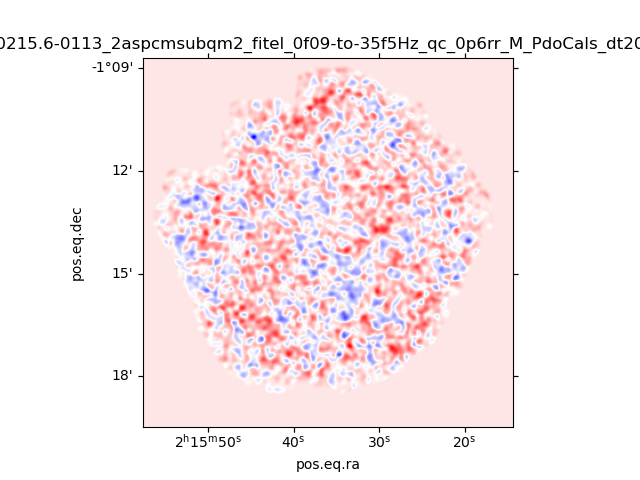 0215.6-0113_2aspcmsubqm2_fitel_0f09-to-35f5Hz_qc_0p6rr_M_PdoCals_dt20
-1°09'
12'
15'
18'
pos.eq.dec
2ʰ15ᵐ50ˢ 40ˢ 30ˢ 20ˢ
pos.eq.ra